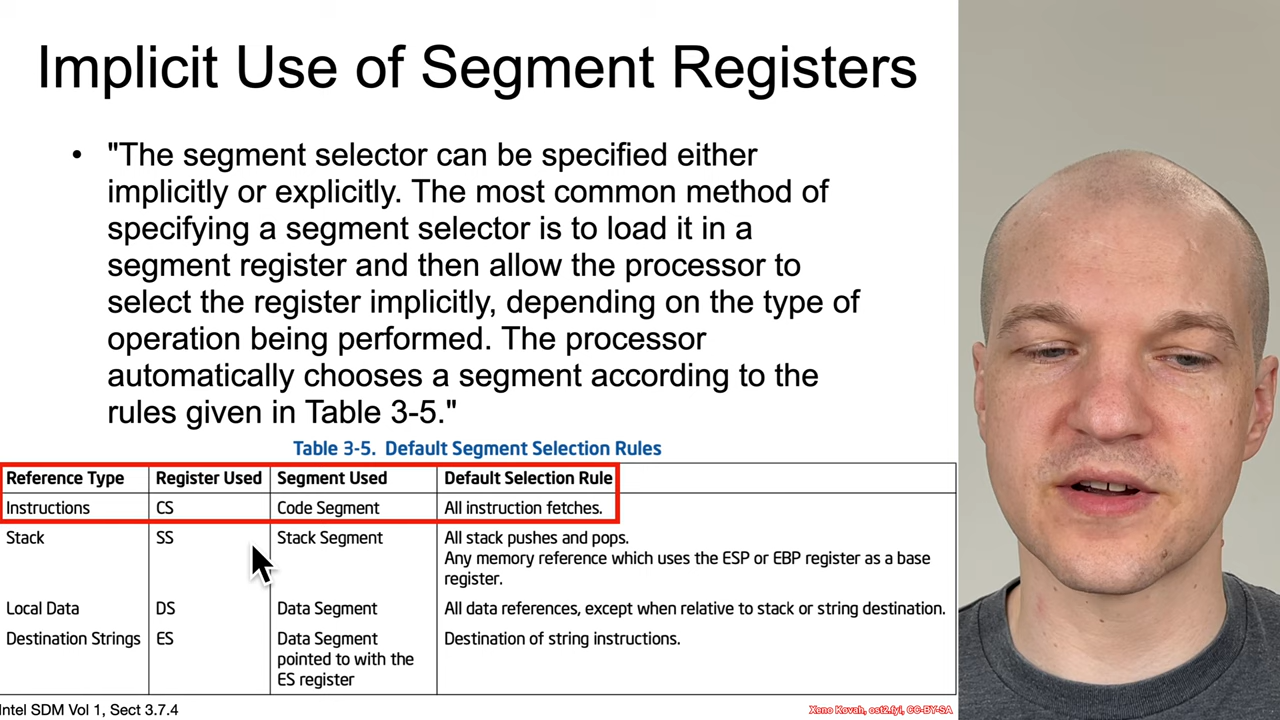 Implicit Use of Segment Registers
• "The segment selector can be specified either
implicitly or explicitly. The most common method of
specifying a segment selector is to load it in a
segment register and then allow the processor to
select the register implicitly, depending on the type of
operation being performed. The processor
automatically chooses a segment according to the
rules given in Table 3-5."
Table 3-5. Default Segment Selection Rules
Reference Type Register Used Segment Used Default Selection Rule
Instructions CS Code Segment All instruction fetches.
Stack SS Stack Segment All stack pushes and pops.
Any memory reference which uses the ESP or EBP register as a base
register.
Local Data DS Data Segment All data references, except when relative to stack or string destination.
Destination Strings ES Data Segment Destination of string instructions.
pointed to with the
ES register
Intel SDM Vol 1, Sect 3.7.4
Xeno Kovah, ost2.fyi, CC-BY-SA